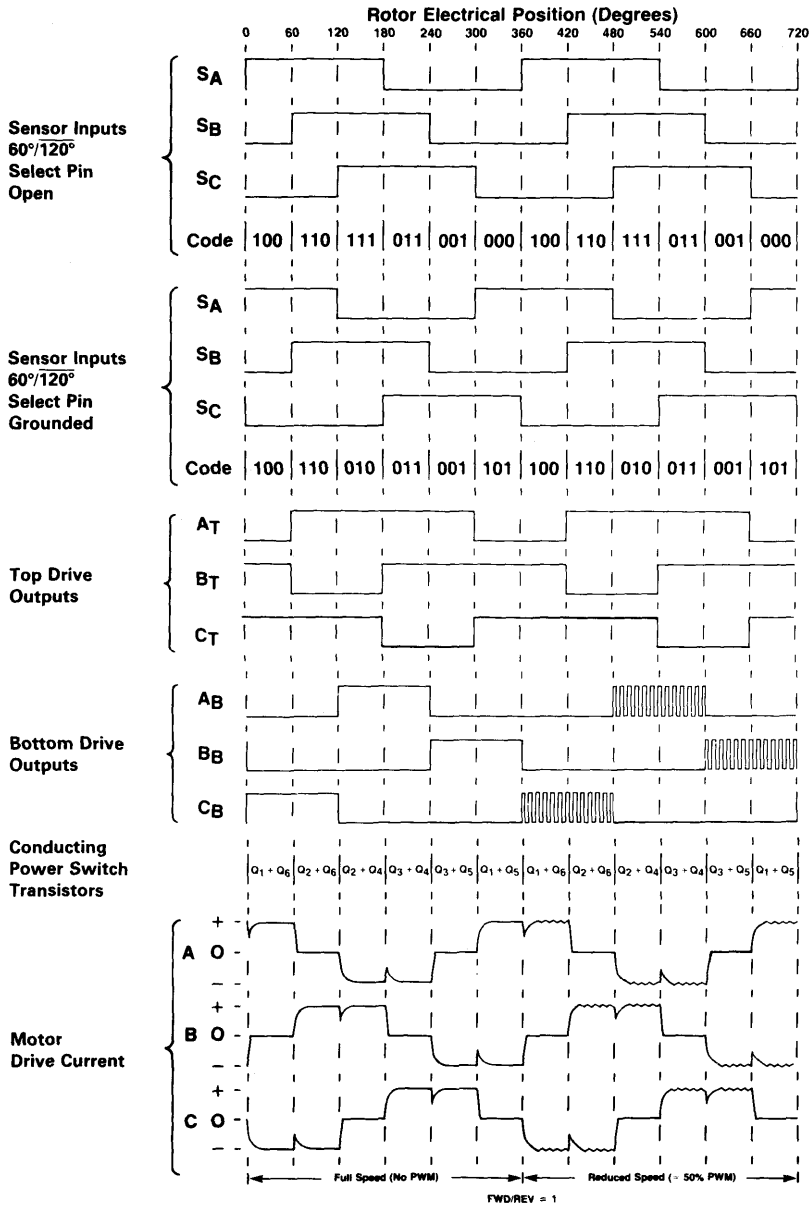 Rotor Electrical Position (Degrees)
0 60 120 180 240 300 360 420 480 540 600 660 720
Sensor Inputs
60°/120°
Select Pin
Open
SA
SB
SC
Code 100 110 111 011 001 000 100 110 111 011 001 000
Sensor Inputs
60°/120°
Select Pin
Grounded
SA
SB
SC
Code 100 110 010 011 001 101 100 110 010 011 001 101
Top Drive
Outputs
AT
BT
CT
Bottom Drive
Outputs
AB
BB
CB
Conducting
Power Switch
Transistors
Q1 + Q6 Q2 + Q6 Q2 + Q4 Q3 + Q4 Q3 + Q5 Q1 + Q5 Q1 + Q6 Q2 + Q6 Q2 + Q4 Q3 + Q4 Q3 + Q5 Q1 + Q5
Motor
Drive Current
+
A O
−
+
B O
−
+
C O
−
Full Speed (No PWM) Reduced Speed (≈ 50% PWM)
FWD/REV = 1